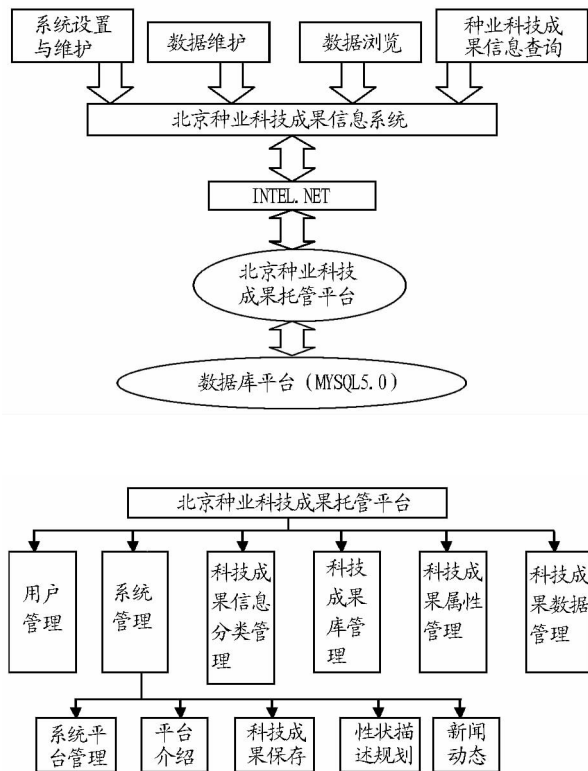 系统设置
与维护
数据维护
数据浏览
种业科技成
果信息查询
北京种业科技成果信息系统
INTEL.NET
北京种业科技
成果托管平台
数据库平台(MYSQL5.0)
北京种业科技成果托管平台
用户
管理
系统
管理
科技成
果信息
分类管
理
科技
成果
库管
理
科技成
果属性
管理
科技成
果数据
管理
系统平
台管理
平台
介绍
科技成
果保存
性状描
述规划
新闻
动态